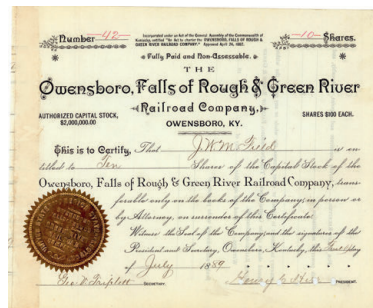 Number 42
Incorporated under an Act of the General Assembly of the Commonwealth of
Kentucky, entitled "An Act to charter the OWENSBORO, FALLS OF ROUGH &
GREEN RIVER RAILROAD COMPANY." Approved April
10 Shares.
Fully Paid and Non-Assessable.
THE
Owensboro, Falls of Rough & Green River
Railroad Company,
AUTHORIZED CAPITAL STOCK,
$2,000,000.00
SHARES $100 EACH.
OWENSBORO, KY.
This is to Certify, That J.W. McField is en
titled to Ten Shares of the Capital Stock of the
Owensboro, Falls of Rough & Green River Railroad Company, trans
ferable only on the books of the Company, in person or
by Attorney, on surrender of this Certificate.
Witness the Seal of the Company and the signatures of the
President and Secretary, Owensboro, Kentucky, this day
of July 1889
Geo. V. Triplett SECRETARY.
PRESIDENT.